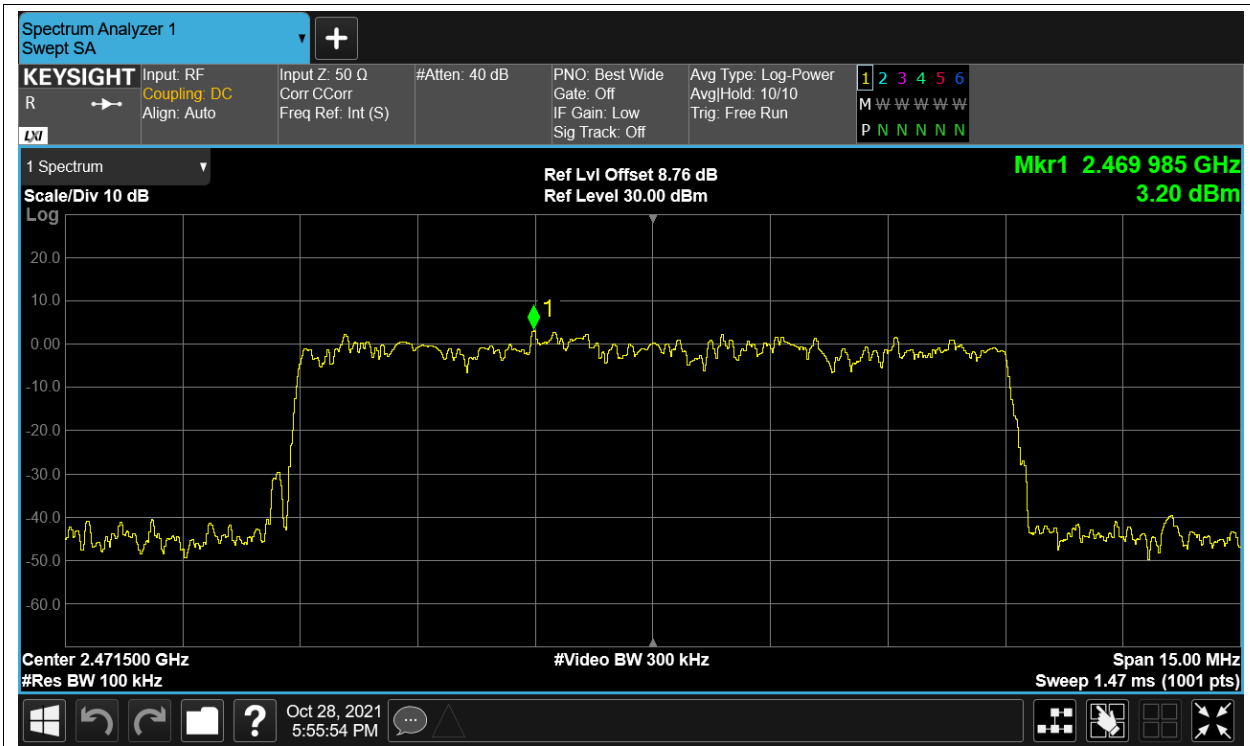 Spectrum Analyzer 1
Swept SA
KEYSIGHT
R
LXI
Input: RF
Coupling: DC
Align: Auto
Input Z: 50 Ω
Corr CCorr
Freq Ref: Int (S)
#Atten: 40 dB
PNO: Best Wide
Gate: Off
IF Gain: Low
Sig Track: Off
Avg Type: Log-Power
Avg|Hold: 10/10
Trig: Free Run
1 2 3 4 5 6
M W W W W W W
P N N N N N
1 Spectrum
Scale/Div 10 dB
Log
Ref Lvl Offset 8.76 dB
Ref Level 30.00 dBm
Mkr1 2.469 985 GHz
3.20 dBm
20.0
10.0
1
0.00
-10.0
-20.0
-30.0
-40.0
-50.0
-60.0
Center 2.471500 GHz
#Video BW 300 kHz
Span 15.00 MHz
#Res BW 100 kHz
Sweep 1.47 ms (1001 pts)
?
Oct 28, 2021
5:55:54 PM